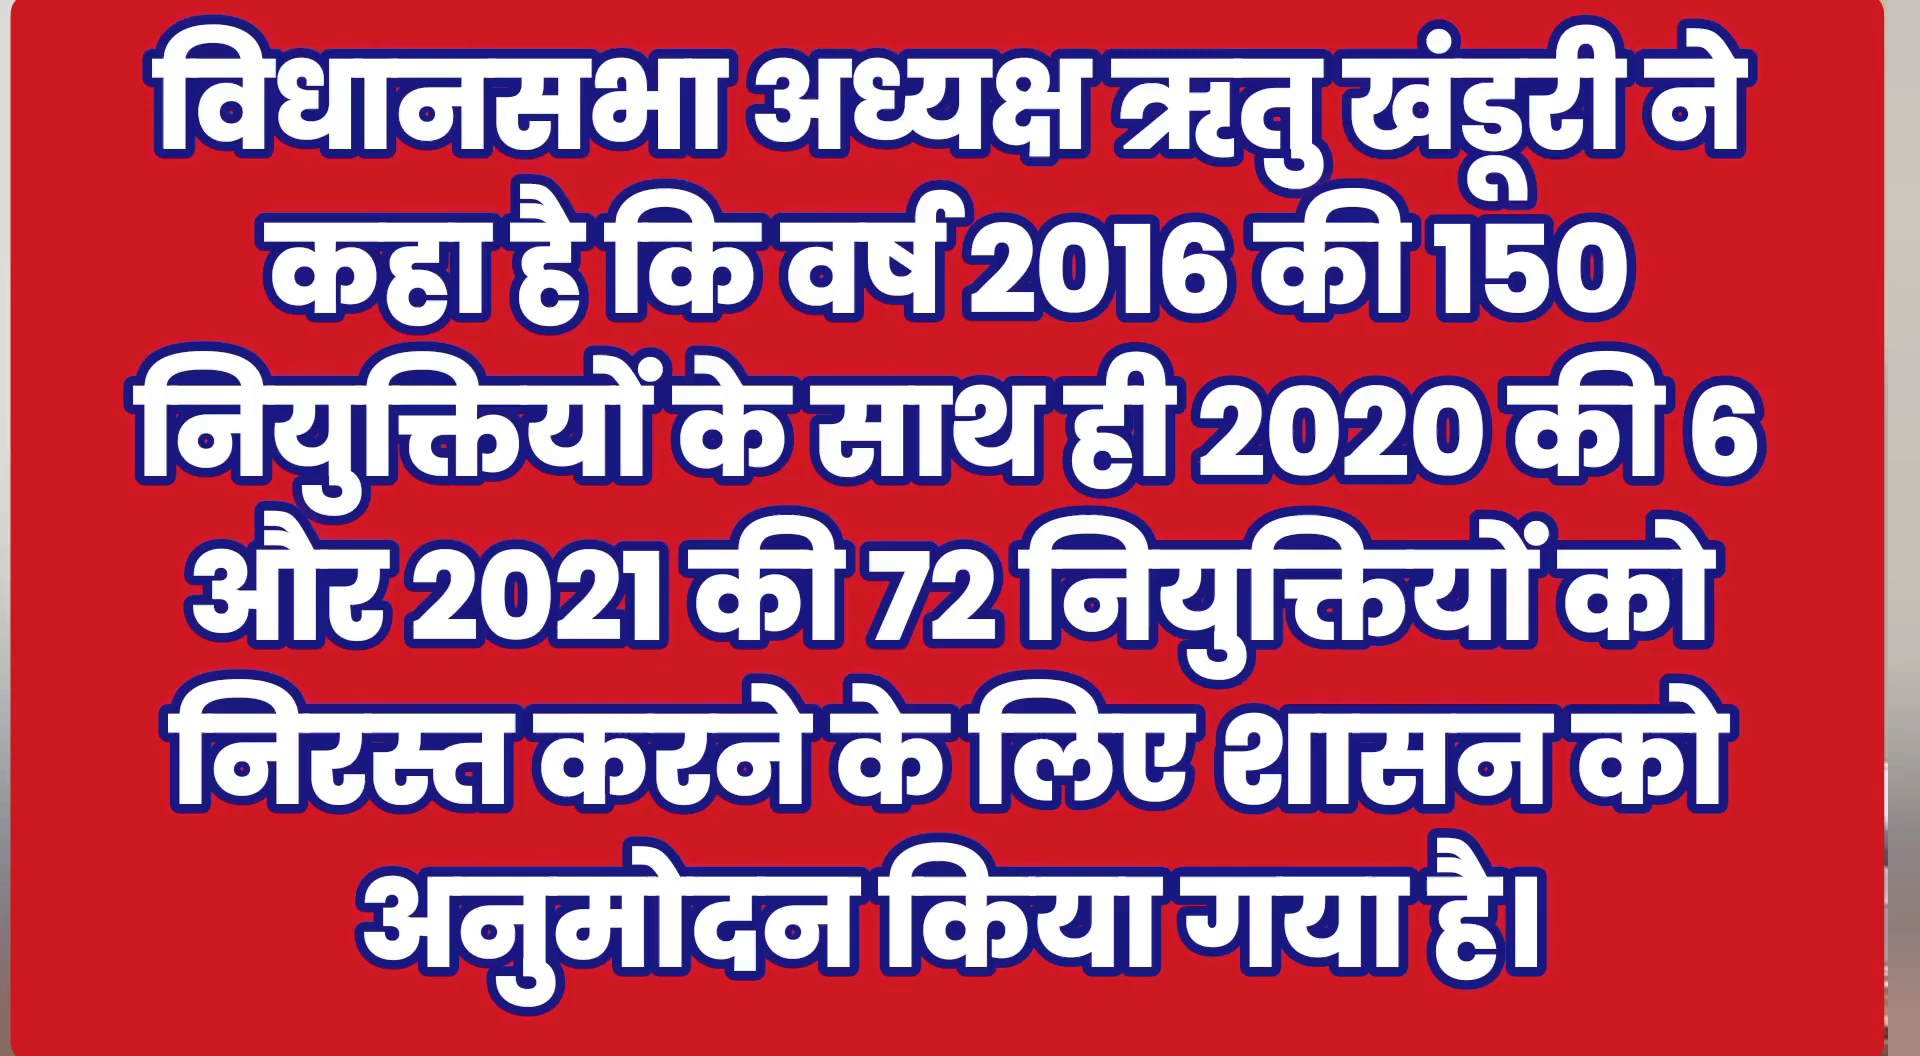 विधानसभा अध्यक्ष ऋतु खंडूरी ने
कहा है कि वर्ष 2016 की 150
नियुक्तियों के साथ ही 2020 की 6
और 2021 की 72 नियुक्तियों को
निरस्त करने के लिए शासन को
अनुमोदन किया गया है।